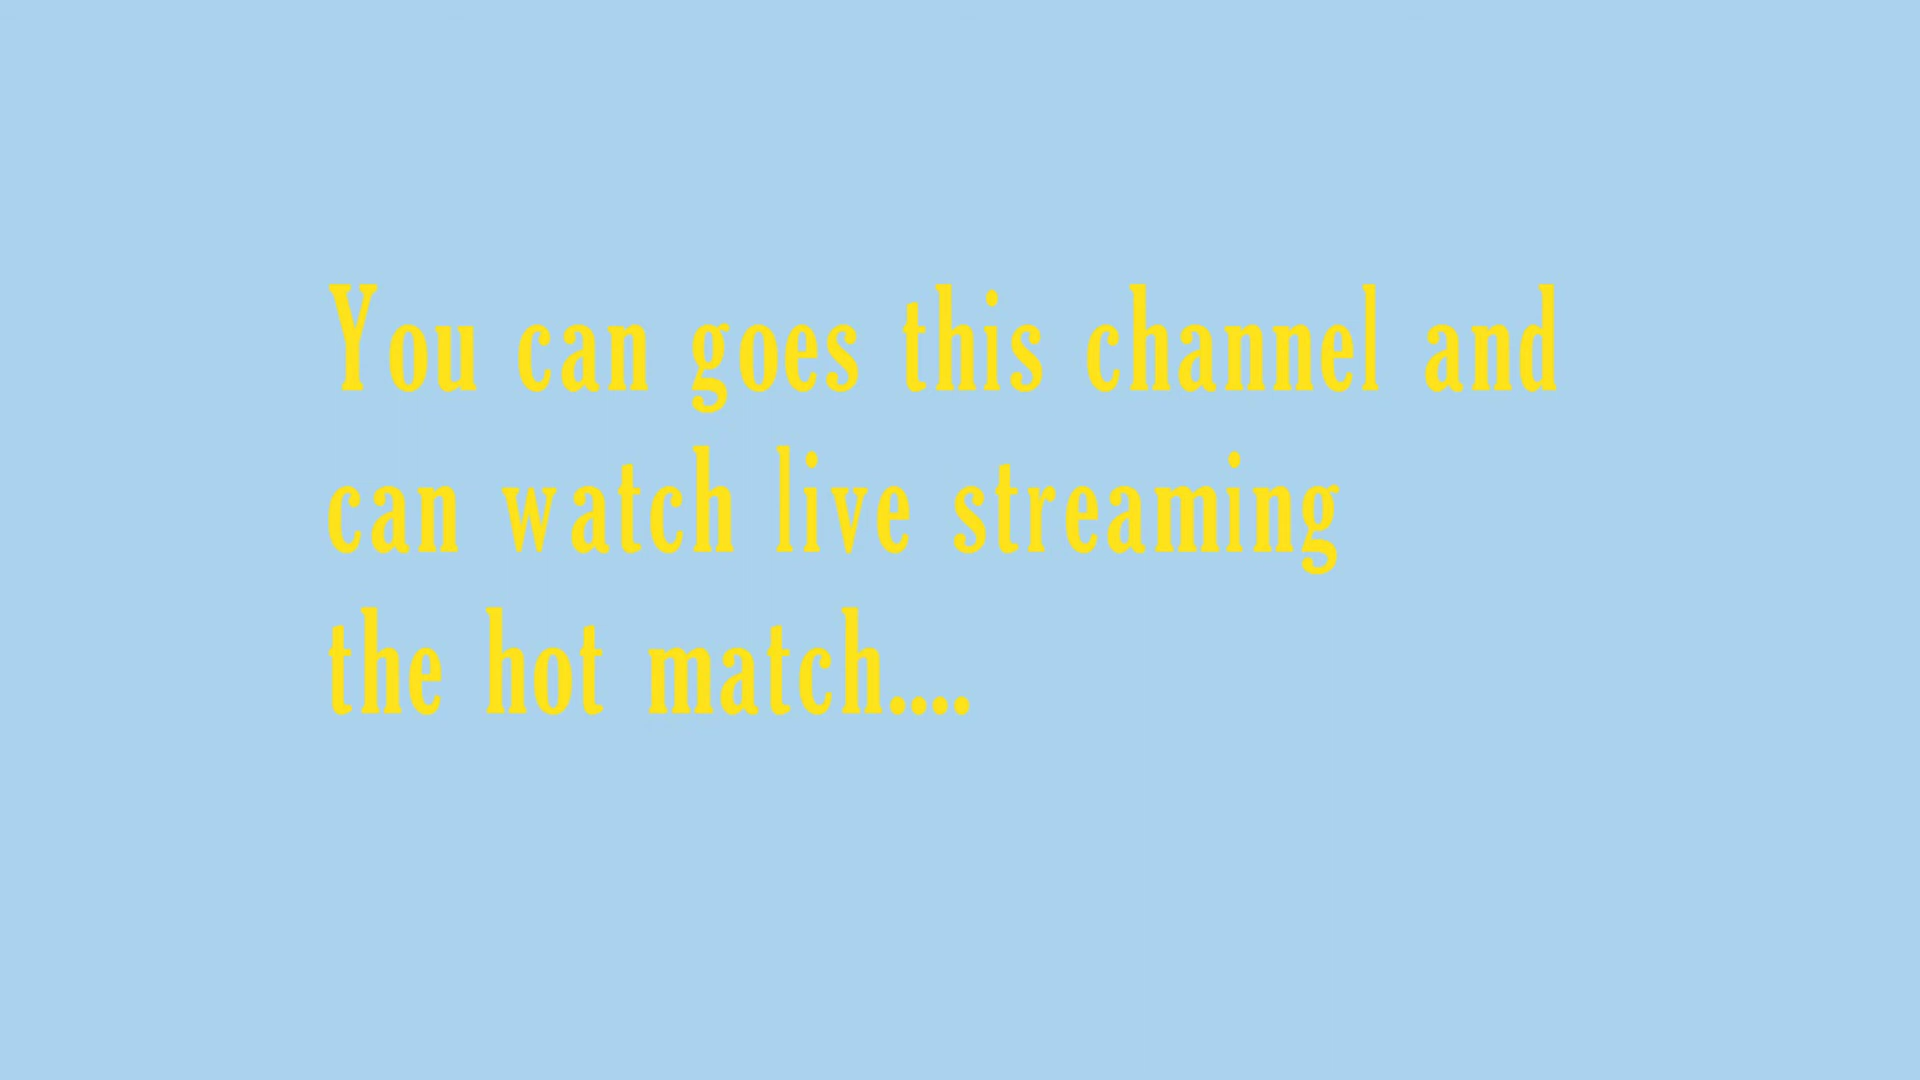 You can goes this channel and
can watch live streaming
the hot match....